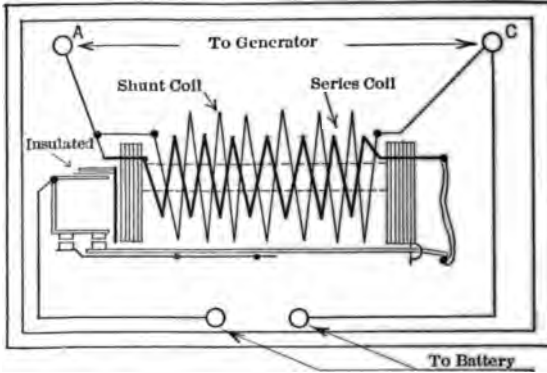 A
To Generator
C
Shunt Coil
Series Coil
Insulated
To Battery